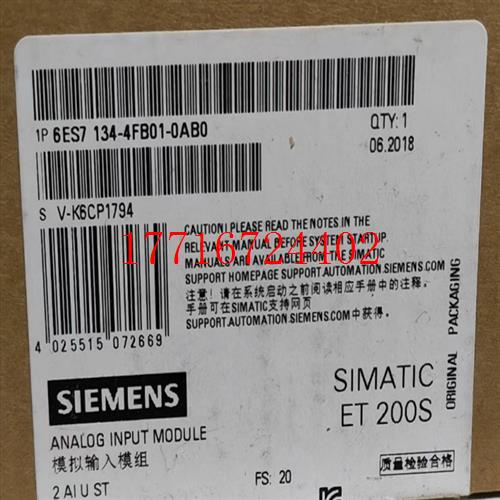 1P 6ES7 134-4FB01-0AB0
QTY: 1
06.2018
S V-K6CP1794
CAUTION! PLEASE READ THE NOTES IN THE
RELEVANT MANUAL BEFORE SYSTEM STARTUP.
MANUALS ARE AVAILABLE FROM THE SIMATIC
SUPPORT HOMEPAGE SUPPORT.AUTOMATION.SIEMENS.COM
17716724402
注意! 请在系统启动之前阅读相应手册中的注释。
手册可在SIMATIC支持网页
SUPPORT.AUTOMATION.SIEMENS.COM中获得。
4 025515 072669
ORIGINAL PACKAGING
SIEMENS
SIMATIC
ET 200S
ANALOG INPUT MODULE
模拟输入模组
质量检验合格
2 AI U ST
FS: 20